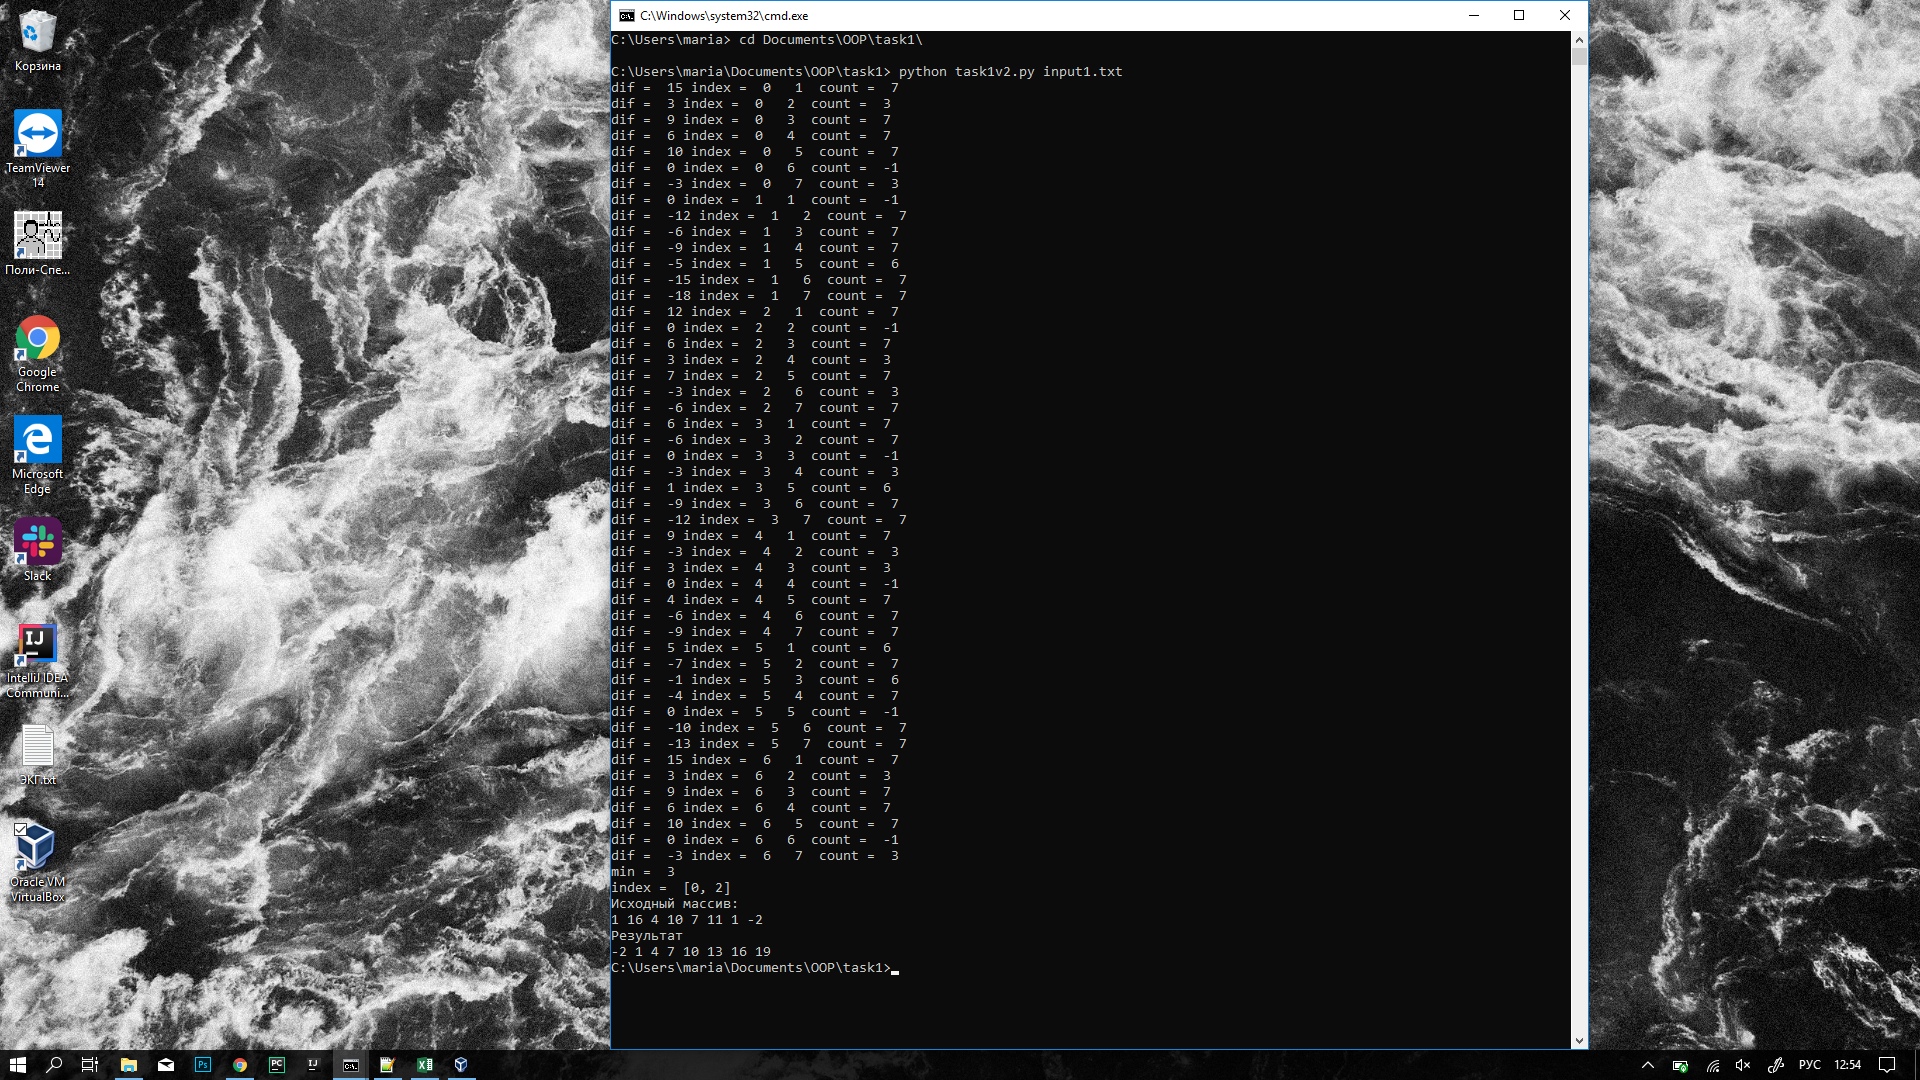 Корзина
TeamViewer
14
Поли-Спе...
Google
Chrome
Microsoft
Edge
Slack
IntelliJ IDEA
Communi...
ЭКГ.txt
Oracle VM
VirtualBox
C:\Windows\system32\cmd.exe
C:\Users\maria> cd Documents\OOP\task1\
C:\Users\maria\Documents\OOP\task1> python task1v2.py input1.txt
dif =  15 index =  0   1  count =  7
dif =  3 index =  0   2  count =  3
dif =  9 index =  0   3  count =  7
dif =  6 index =  0   4  count =  7
dif =  10 index =  0   5  count =  7
dif =  0 index =  0   6  count =  -1
dif =  -3 index =  0   7  count =  3
dif =  0 index =  1   1  count =  -1
dif =  -12 index =  1   2  count =  7
dif =  -6 index =  1   3  count =  7
dif =  -9 index =  1   4  count =  7
dif =  -5 index =  1   5  count =  6
dif =  -15 index =  1   6  count =  7
dif =  -18 index =  1   7  count =  7
dif =  12 index =  2   1  count =  7
dif =  0 index =  2   2  count =  -1
dif =  6 index =  2   3  count =  7
dif =  3 index =  2   4  count =  3
dif =  7 index =  2   5  count =  7
dif =  -3 index =  2   6  count =  3
dif =  -6 index =  2   7  count =  7
dif =  6 index =  3   1  count =  7
dif =  -6 index =  3   2  count =  7
dif =  0 index =  3   3  count =  -1
dif =  -3 index =  3   4  count =  3
dif =  1 index =  3   5  count =  6
dif =  -9 index =  3   6  count =  7
dif =  -12 index =  3   7  count =  7
dif =  9 index =  4   1  count =  7
dif =  -3 index =  4   2  count =  3
dif =  3 index =  4   3  count =  3
dif =  0 index =  4   4  count =  -1
dif =  4 index =  4   5  count =  7
dif =  -6 index =  4   6  count =  7
dif =  -9 index =  4   7  count =  7
dif =  5 index =  5   1  count =  6
dif =  -7 index =  5   2  count =  7
dif =  -1 index =  5   3  count =  6
dif =  -4 index =  5   4  count =  7
dif =  0 index =  5   5  count =  -1
dif =  -10 index =  5   6  count =  7
dif =  -13 index =  5   7  count =  7
dif =  15 index =  6   1  count =  7
dif =  3 index =  6   2  count =  3
dif =  9 index =  6   3  count =  7
dif =  6 index =  6   4  count =  7
dif =  10 index =  6   5  count =  7
dif =  0 index =  6   6  count =  -1
dif =  -3 index =  6   7  count =  3
min =  3
index =  [0, 2]
Исходный массив:
1 16 4 10 7 11 1 -2
Результат
-2 1 4 7 10 13 16 19
C:\Users\maria\Documents\OOP\task1>
РУС
12:54